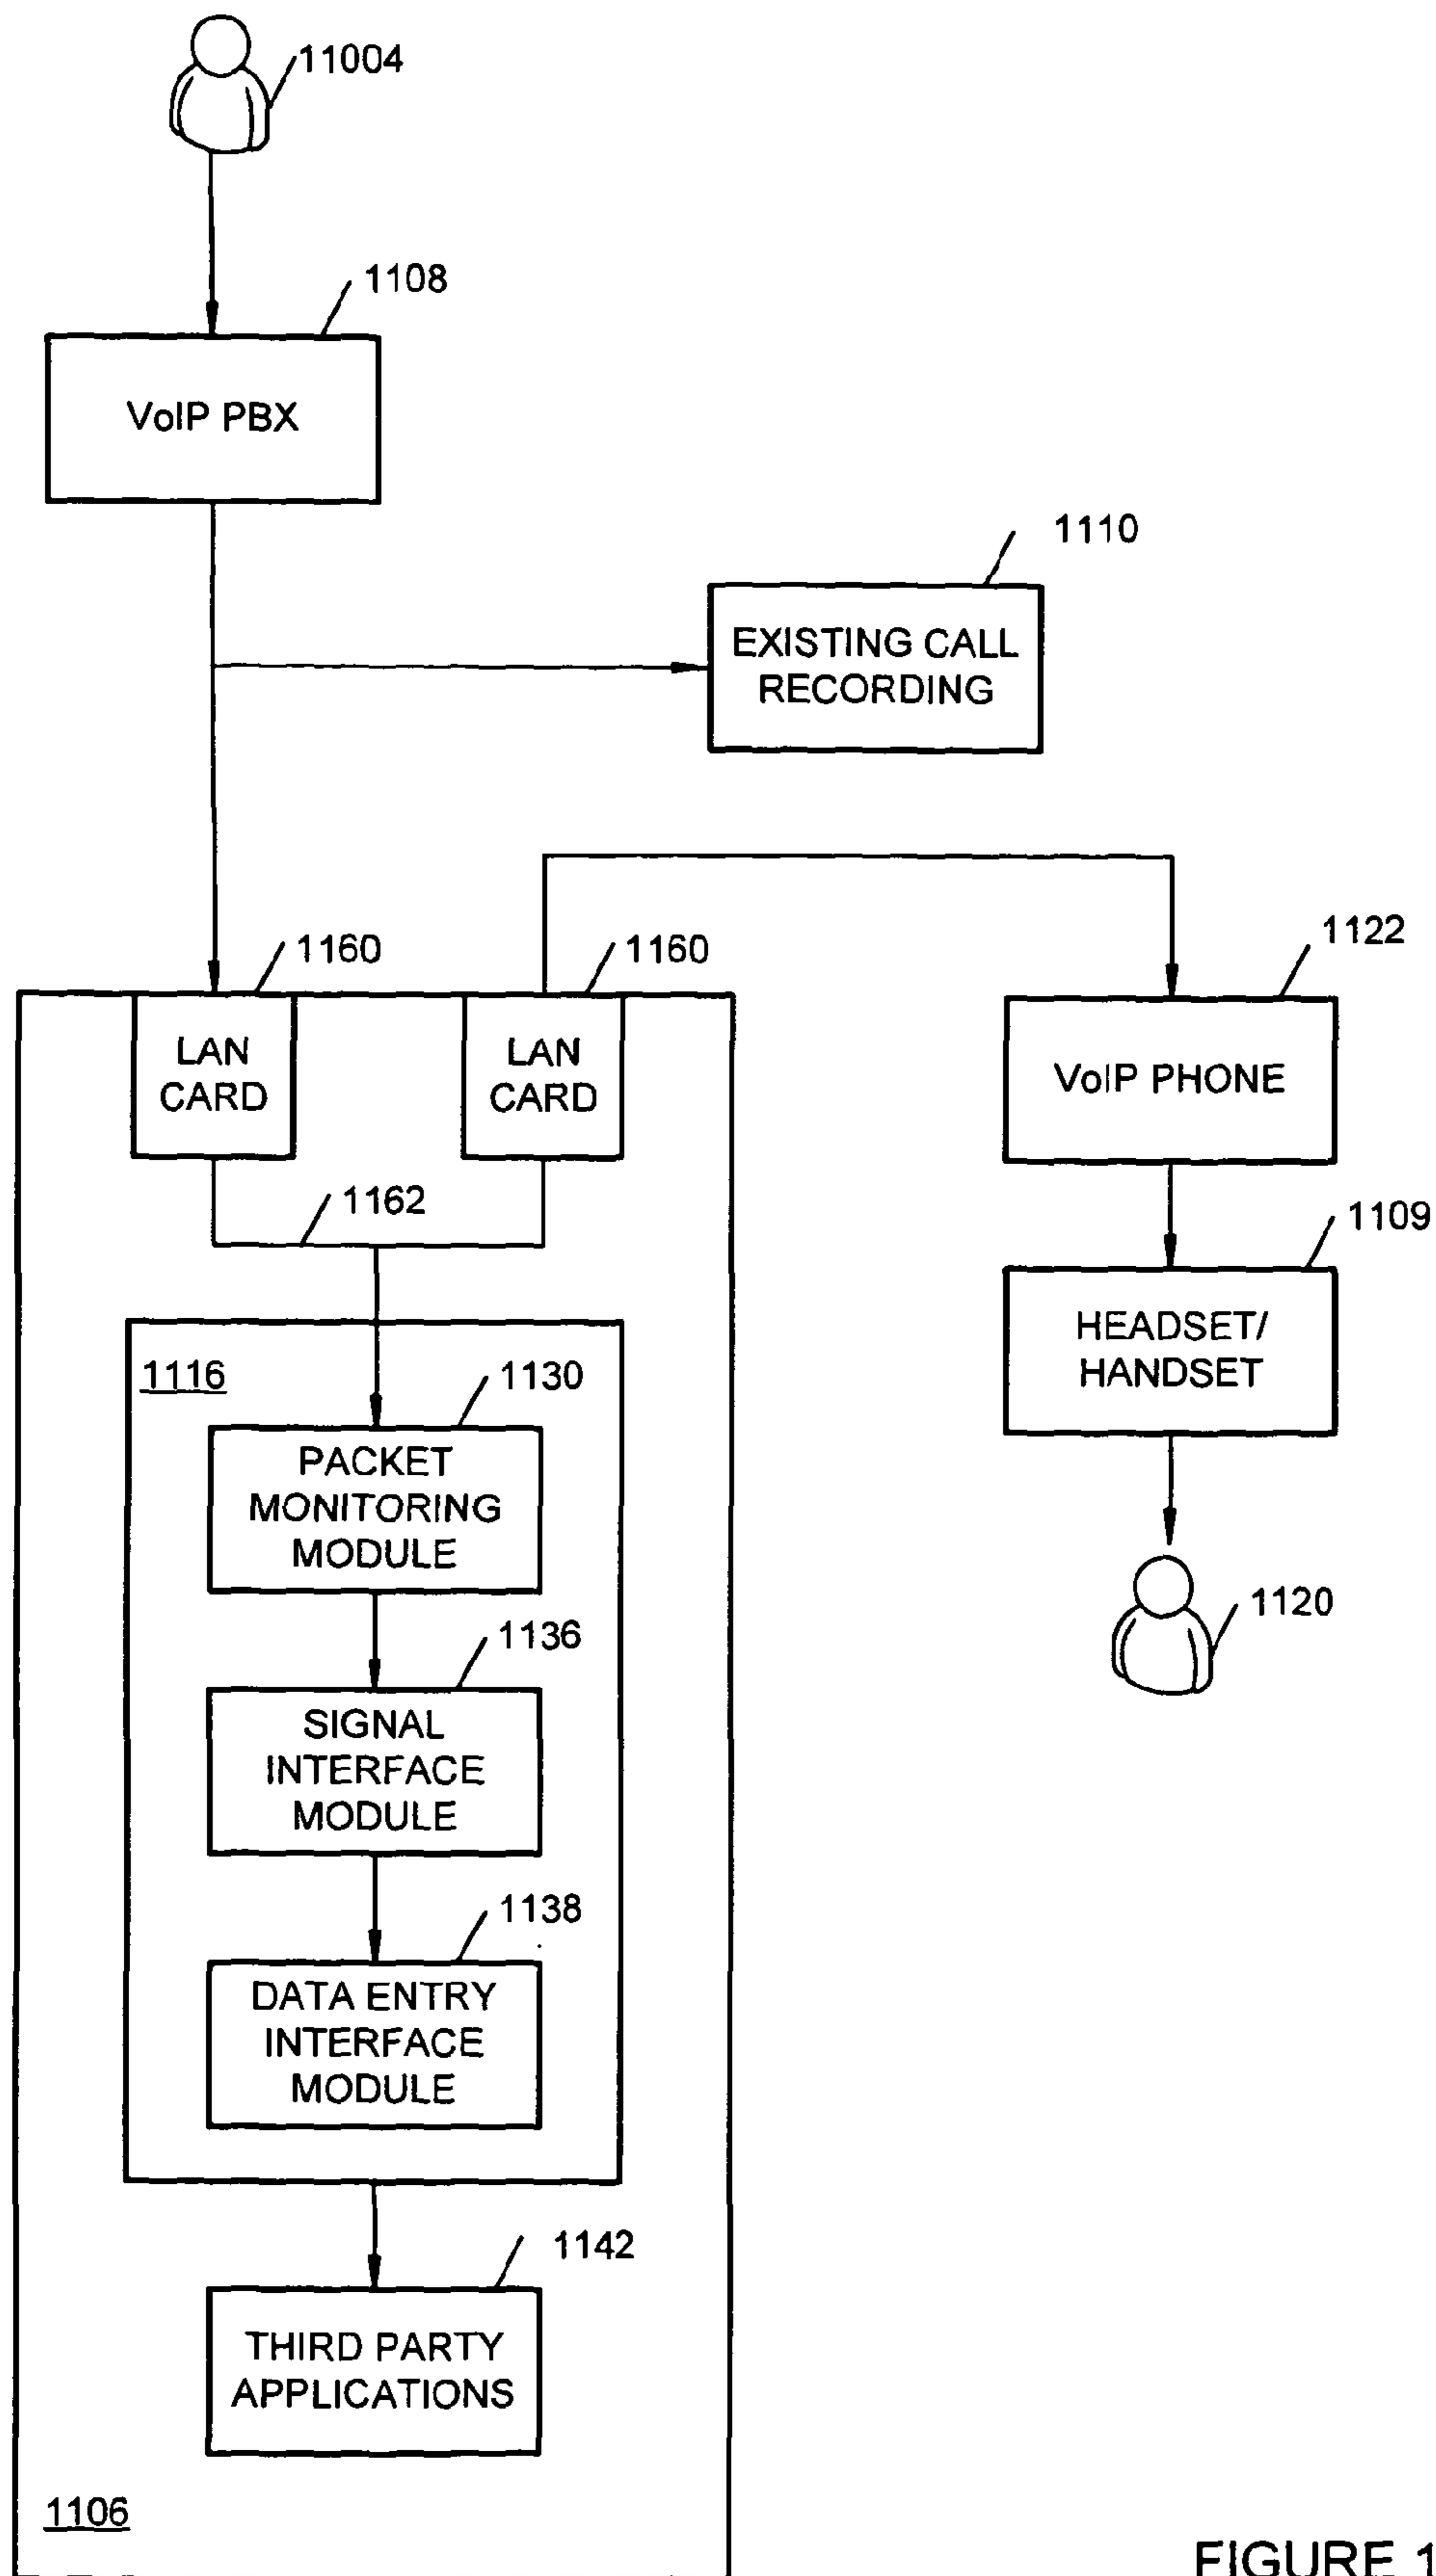 11004
1108
VoIP PBX
1110
EXISTING CALL
RECORDING
1160
1160
1122
LAN
CARD
LAN
CARD
VoIP PHONE
1162
1109
HEADSET/
HANDSET
1116
1130
PACKET
MONITORING
MODULE
1120
1136
SIGNAL
INTERFACE
MODULE
1138
DATA ENTRY
INTERFACE
MODULE
1142
THIRD PARTY
APPLICATIONS
1106
FIGURE 1